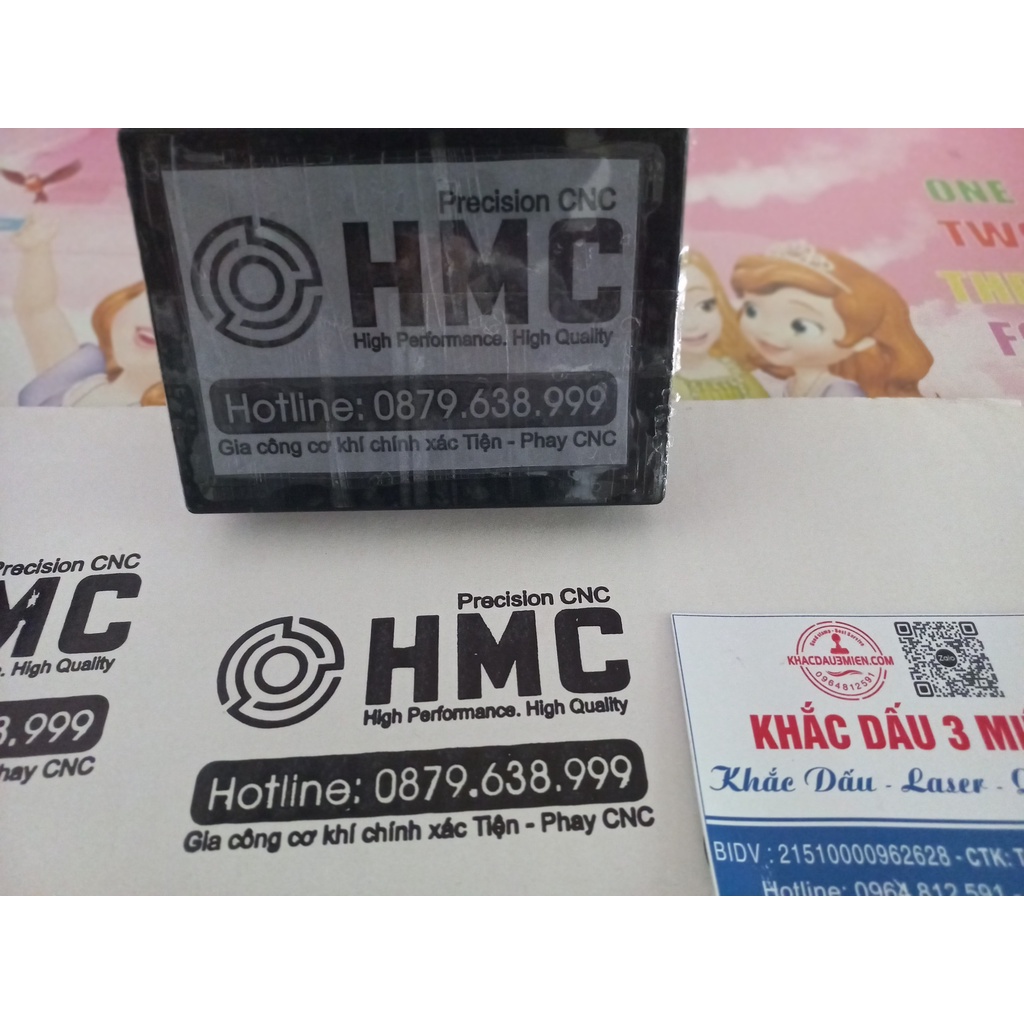 ONE
TWO
Precision CNC
HMC
High Performance. High Quality
Hotline: 0879.638.999
Gia công cơ khí chính xác Tiện - Phay CNC
Precision CNC
MC
. High Quality
8.999
hay CNC
Precision CNC
HMC
High Performance. High Quality
Hotline: 0879.638.999
Gia công cơ khí chính xác Tiện - Phay CNC
KHACDAU3MIEN.COM
0964812591
Zalo
KHẮC DẤU 3
Khắc Dấu - Laser -
BIDV : 21510000962628 - CTK: T
Hotline: 0964.812.591 -